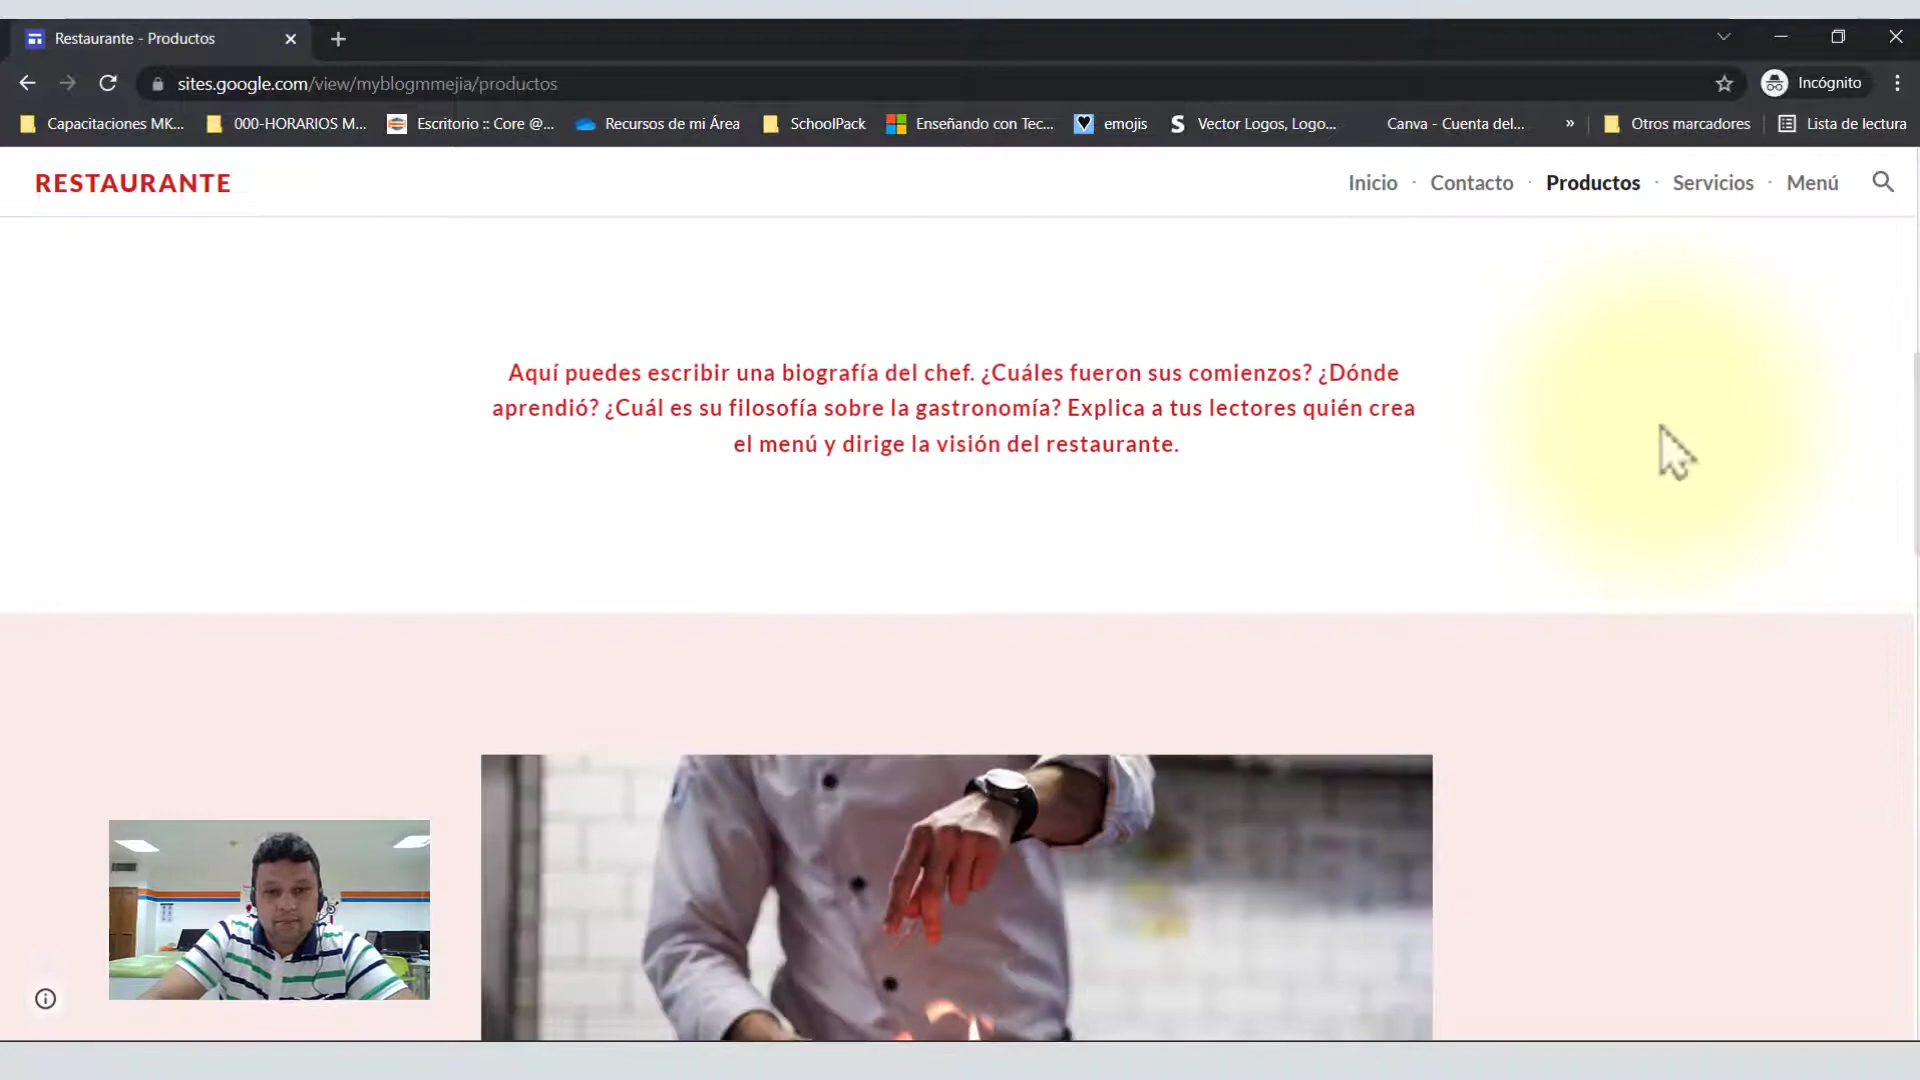 Restaurante - Productos
sites.google.com/view/myblogmmejia/productos
Incógnito
Capacitaciones MK... 000-HORARIOS M... Escritorio :: Core @... Recursos de mi Área SchoolPack Enseñando con Tec... emojis Vector Logos, Logo... Canva - Cuenta del... » Otros marcadores Lista de lectura
RESTAURANTE
Inicio · Contacto · Productos · Servicios · Menú
Aquí puedes escribir una biografía del chef. ¿Cuáles fueron sus comienzos? ¿Dónde
aprendió? ¿Cuál es su filosofía sobre la gastronomía? Explica a tus lectores quién crea
el menú y dirige la visión del restaurante.